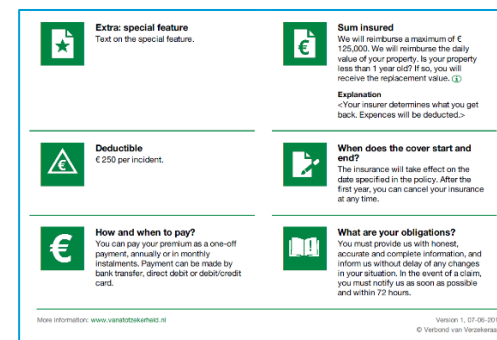 Extra: special feature
Text on the special feature.
Sum insured
We will reimburse a maximum of €
125,000. We will reimburse the daily
value of your property. Is your property
less than 1 year old? If so, you will
receive the replacement value. i
Explanation
<Your insurer determines what you get
back. Expences will be deducted.>
Deductible
€ 250 per incident.
When does the cover start and
end?
The insurance will take effect on the
date specified in the policy. After the
first year, you can cancel your insurance
at any time.
How and when to pay?
You can pay your premium as a one-off
payment, annually or in monthly
instalments. Payment can be made by
bank transfer, direct debit or debit/credit
card.
What are your obligations?
You must provide us with honest,
accurate and complete information, and
inform us without delay of any changes
in your situation. In the event of a claim,
you must notify us as soon as possible
and within 72 hours.
More information: www.vanatotzekerheid.nl
Version 1, 07-06-201
© Verbond van Verzekeraa